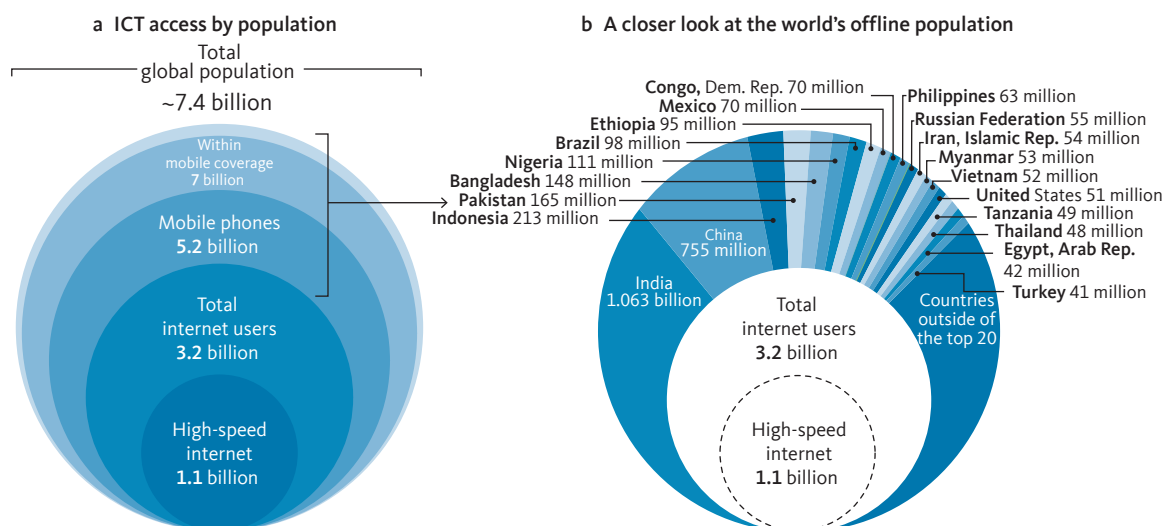 a ICT access by population
Total
global population
~7.4 billion
Within
mobile coverage
7 billion
Mobile phones
5.2
billion
Total
internet users
3.2 billion
High-speed
internet
1.1 billion
b A closer look at the world's offline population
Congo, Dem. Rep. 70 million
Mexico 70 million
Ethiopia 95 million
Brazil 98 million
Nigeria 111 million
Bangladesh 148 million
Pakistan 165 million
Indonesia 213 million
China
755 million
India
1.063 billion
Philippines 63 million
Russian Federation 55 million
Iran, Islamic Rep. 54 million
Myanmar 53 million
Vietnam 52 million
United States 51 million
Tanzania 49 million
Thailand 48 million
Egypt, Arab Rep.
42 million
Turkey 41 million
Countries
outside of
the top 20
Total
internet users
3.2 billion
High-speed
internet
1.1 billion